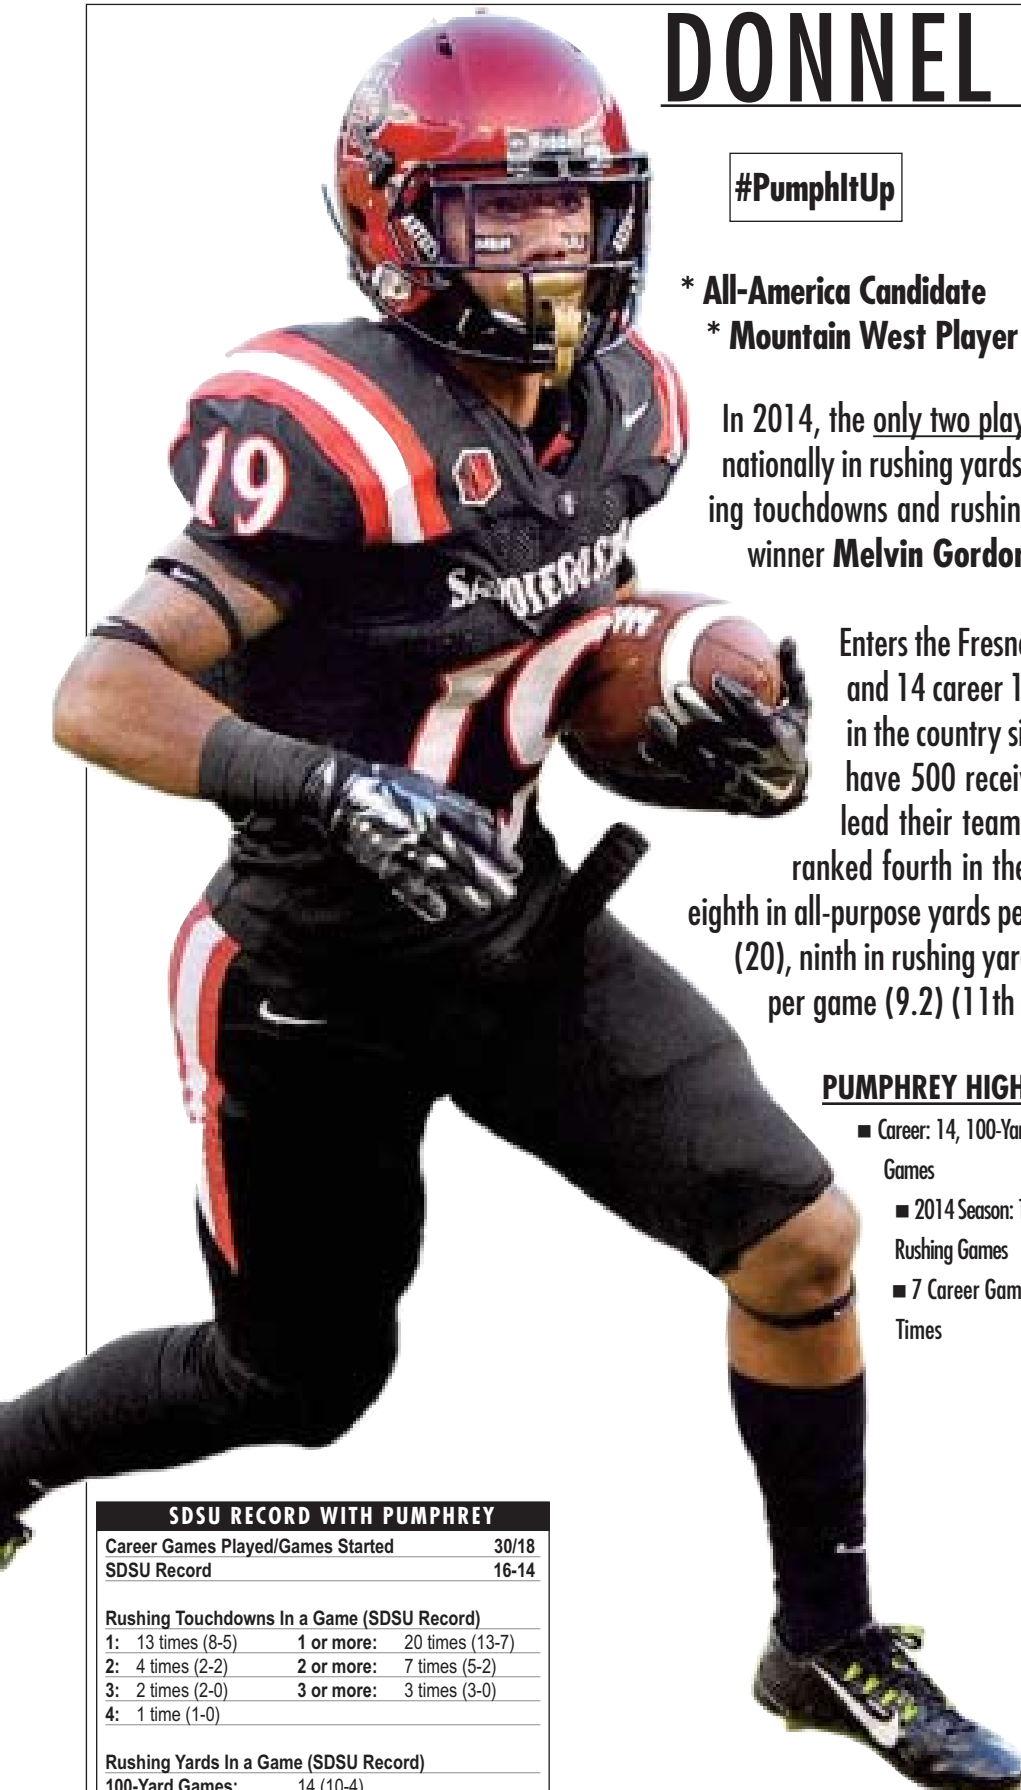 DONNEL
#PumphItUp
* All-America Candidate
* Mountain West Player
In 2014, the only two play
nationally in rushing yards
ing touchdowns and rushin
winner Melvin Gordon
19
SAN DIEGO STATE
Enters the Fresno
and 14 career 1
in the country si
have 500 recei
lead their team
ranked fourth in the
eighth in all-purpose yards pe
(20), ninth in rushing yar
per game (9.2) (11th
PUMPHREY HIGH
■ Career: 14, 100-Yar
Games
■ 2014 Season: 1
Rushing Games
■ 7 Career Gam
Times
SDSU RECORD WITH PUMPHREY
Career Games Played/Games Started 30/18
SDSU Record 16-14
Rushing Touchdowns In a Game (SDSU Record)
1: 13 times (8-5) 1 or more: 20 times (13-7)
2: 4 times (2-2) 2 or more: 7 times (5-2)
3: 2 times (2-0) 3 or more: 3 times (3-0)
4: 1 time (1-0)
Rushing Yards In a Game (SDSU Record)
100-Yard Games: 14 (10-4)